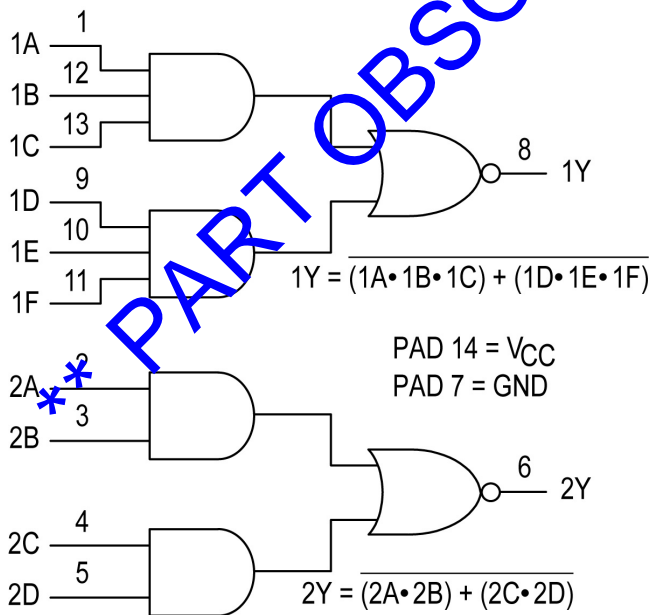 1
1A
12
1B
13
1C
9
1D
10
1E
11
1F
8
1Y
1Y = (1A• 1B• 1C) + (1D• 1E• 1F)
PAD 14 = VCC
PAD 7 = GND
2A
3
2B
6
2Y
4
2C
5
2D
2Y = (2A•2B) + (2C•2D)
** PART OBSC